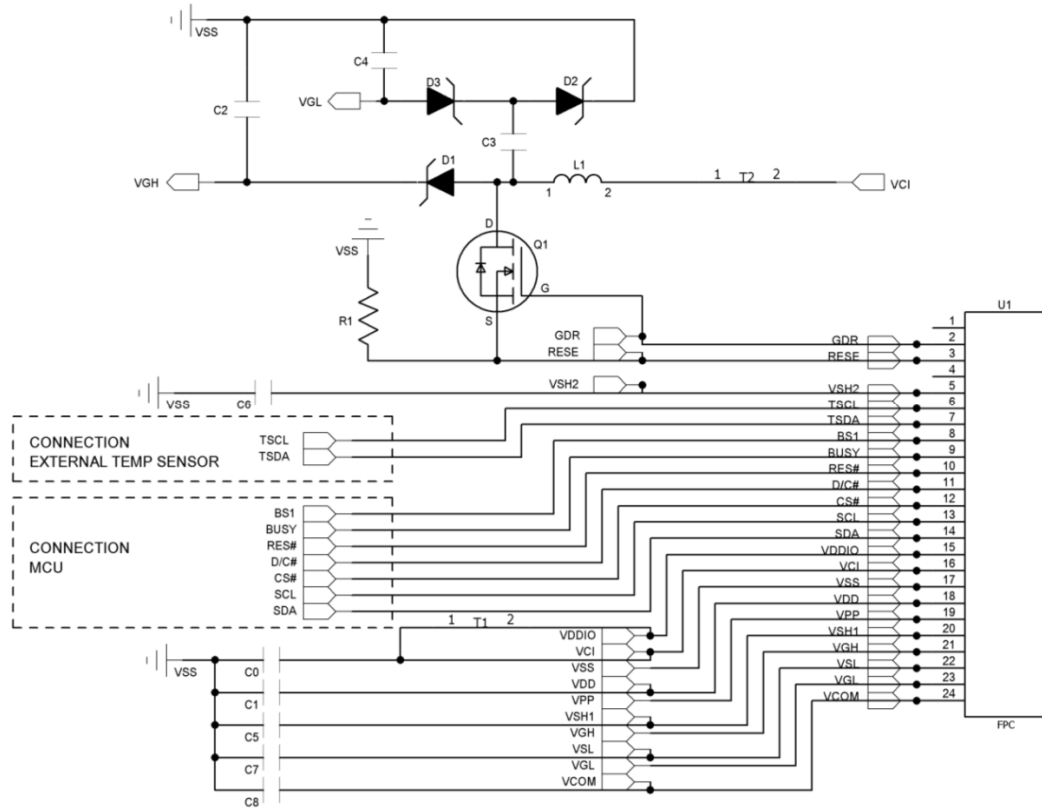 VSS
C4
D3
D2
VGL
C2
C3
D1
L1
VGH
1
2
1 T2 2
VCI
D
Q1
VSS
G
R1
S
U1
GDR
RESE
VSH2
VSS
C6
1
GDR 2
RESE 3
4
VSH2 5
TSCL 6
TSDA 7
BS1 8
BUSY 9
RES# 10
D/C# 11
CS# 12
SCL 13
SDA 14
VDDIO 15
VCI 16
VSS 17
VDD 18
VPP 19
VSH1 20
VGH 21
VSL 22
VGL 23
VCOM 24
FPC
CONNECTION
EXTERNAL TEMP SENSOR
TSCL
TSDA
CONNECTION
MCU
BS1
BUSY
RES#
D/C#
CS#
SCL
SDA
1 T1 2
VDDIO
VCI
VSS
VDD
VPP
VSH1
VGH
VSL
VGL
VCOM
VSS
C0
C1
C5
C7
C8